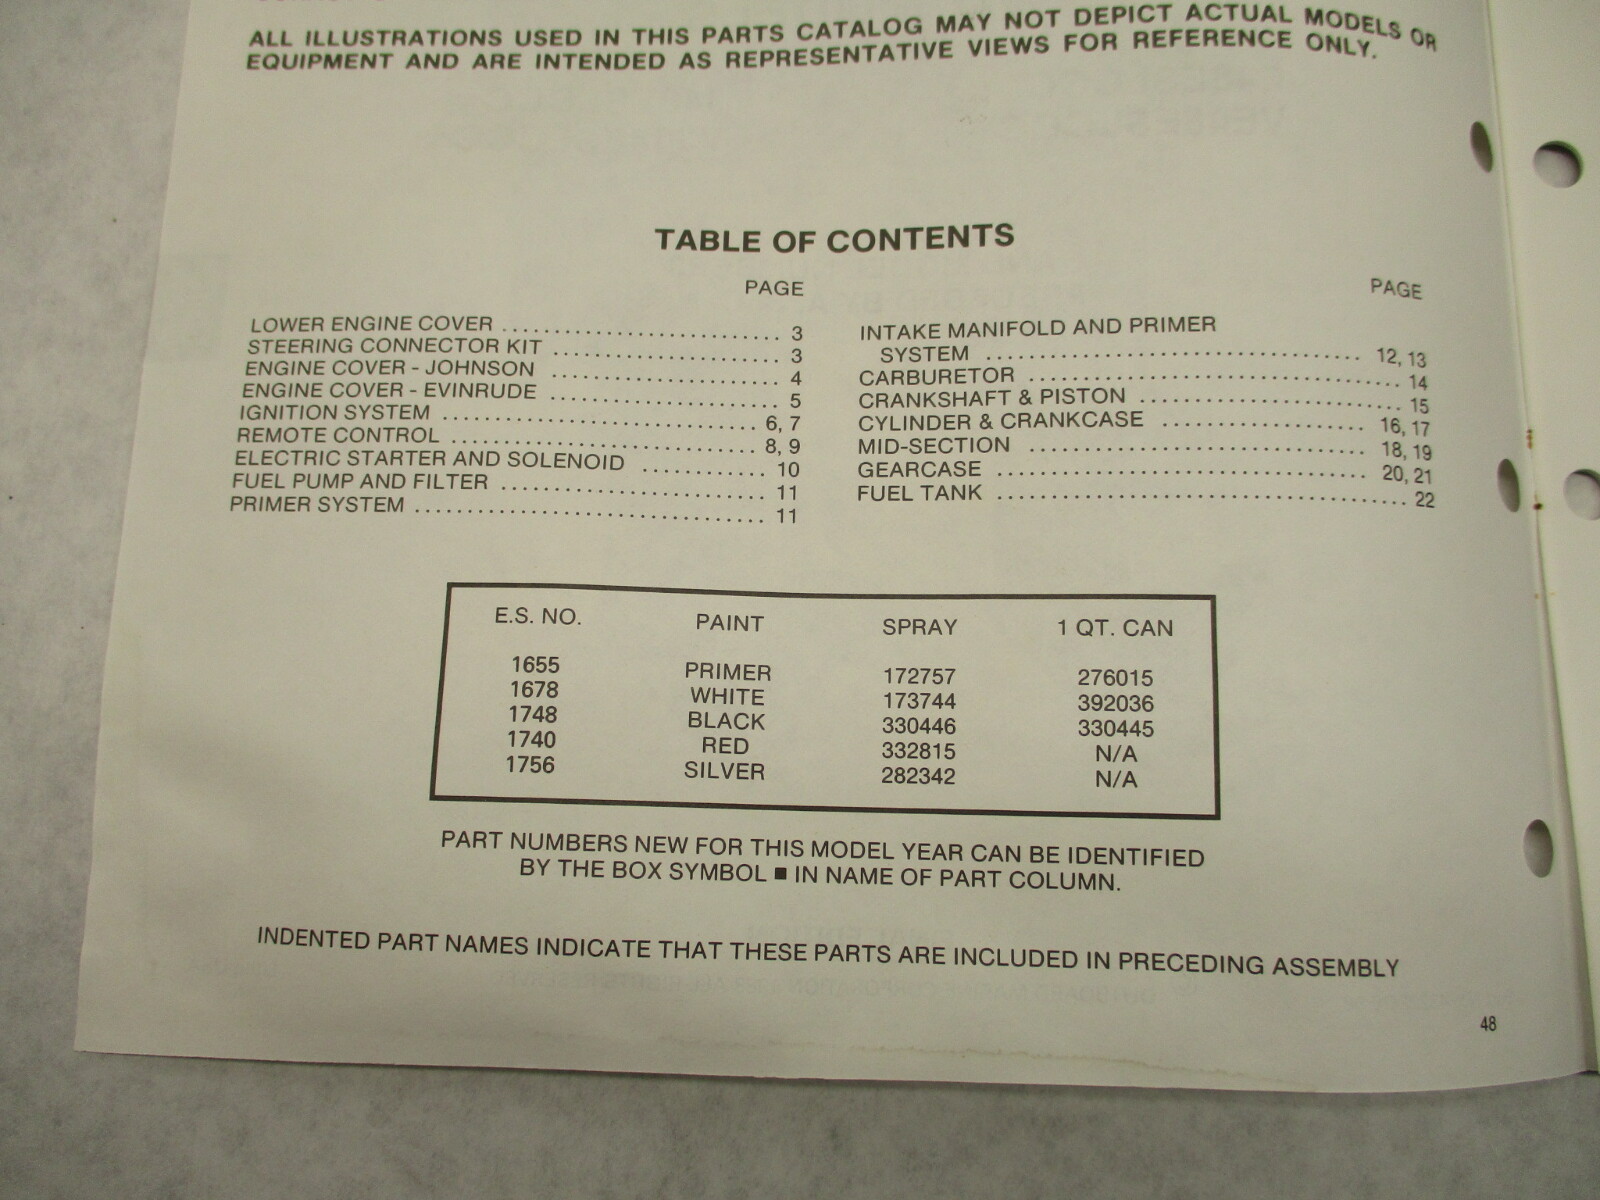 ALL ILLUSTRATIONS USED IN THIS PARTS CATALOG MAY NOT DEPICT ACTUAL MODELS OR
EQUIPMENT AND ARE INTENDED AS REPRESENTATIVE VIEWS FOR REFERENCE ONLY.
TABLE OF CONTENTS
PAGE
LOWER ENGINE COVER ........................... 3
STEERING CONNECTOR KIT ...................... 3
ENGINE COVER - JOHNSON ...................... 4
ENGINE COVER - EVINRUDE ...................... 5
IGNITION SYSTEM .............................. 6, 7
REMOTE CONTROL ............................. 8, 9
ELECTRIC STARTER AND SOLENOID ............ 10
FUEL PUMP AND FILTER .......................... 11
PRIMER SYSTEM .................................. 11
PAGE
INTAKE MANIFOLD AND PRIMER
SYSTEM .................................... 12, 13
CARBURETOR .................................... 14
CRANKSHAFT & PISTON ......................... 15
CYLINDER & CRANKCASE .................... 16, 17
MID-SECTION ................................ 18, 19
GEARCASE ................................... 20, 21
FUEL TANK ....................................... 22
E.S. NO. PAINT SPRAY 1 QT. CAN
1655 PRIMER 172757 276015
1678 WHITE 173744 392036
1748 BLACK 330446 330445
1740 RED 332815 N/A
1756 SILVER 282342 N/A
PART NUMBERS NEW FOR THIS MODEL YEAR CAN BE IDENTIFIED
BY THE BOX SYMBOL ■ IN NAME OF PART COLUMN.
INDENTED PART NAMES INDICATE THAT THESE PARTS ARE INCLUDED IN PRECEDING ASSEMBLY
48